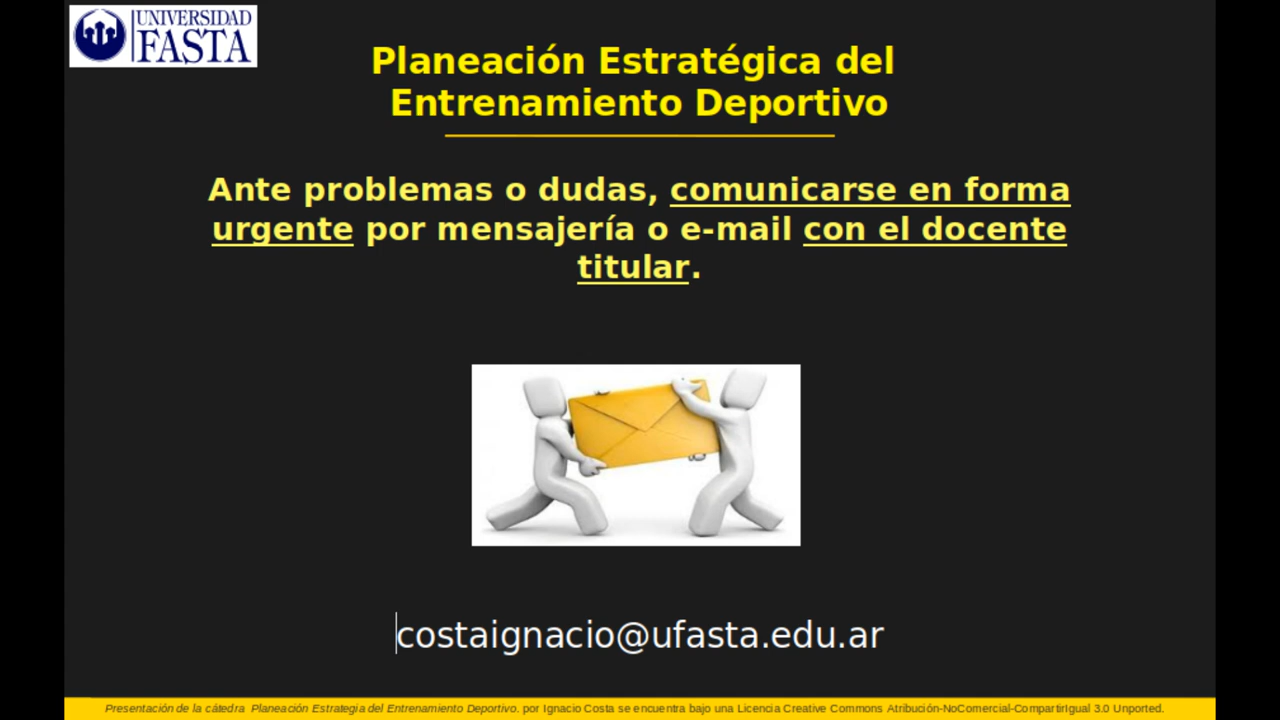 UNIVERSIDAD
FASTA
Planeación Estratégica del
Entrenamiento Deportivo
Ante problemas o dudas, comunicarse en forma
urgente por mensajería o e-mail con el docente
titular.
costaignacio@ufasta.edu.ar
Presentación de la cátedra Planeación Estrategia del Entrenamiento Deportivo. por Ignacio Costa se encuentra bajo una Licencia Creative Commons Atribución-NoComercial-CompartirIgual 3.0 Unported.